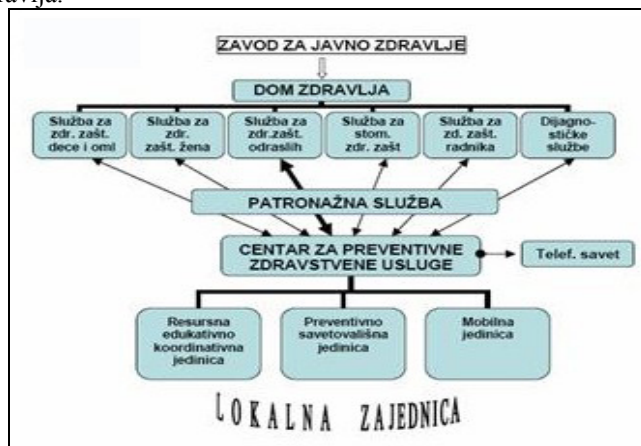 ZAVOD ZA JAVNO ZDRAVLJE
DOM ZDRAVLJA
Služba za
zdr. zašt.
dece i oml
Služba za
zdr.
zašt. žena
Služba za
zdr.zašt.
odraslih
Služba za
stom.
zdr. zašt
Služba za
zd. zašt.
radnika
Dijagno-
stičke
službe
PATRONAŽNA SLUŽBA
CENTAR ZA PREVENTIVNE
ZDRAVSTVENE USLUGE
Telef. savet
Resursna
edukativno
koordinativna
jedinica
Preventivno
savetovališna
jedinica
Mobilna
jedinica
LOKALNA ZAJEDNICA